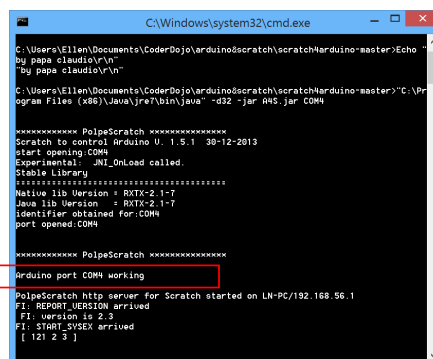 C:\Windows\system32\cmd.exe
C:\Users\Ellen\Documents\CoderDojo\arduino&scratch\scratch4arduino-master>Echo "
by papa claudio\r\n"
"by papa claudio\r\n"
C:\Users\Ellen\Documents\CoderDojo\arduino&scratch\scratch4arduino-master>"C:\Pr
ogram Files (x86)\Java\jre7\bin\java" -d32 -jar A4S.jar COM4
************ PolpeScratch ***************
Scratch to control Arduino V. 1.5.1  30-12-2013
start opening:COM4
Experimental:  JNI_OnLoad called.
Stable Library
=========================================
Native lib Version = RXTX-2.1-7
Java lib Version   = RXTX-2.1-7
identifier obtained for:COM4
port opened:COM4
************ PolpeScratch ***************
Arduino port COM4 working
PolpeScratch http server for Scratch started on LN-PC/192.168.56.1
FI: REPORT_VERSION arrived
FI: version is 2.3
FI: START_SYSEX arrived
[ 121 2 3 ]